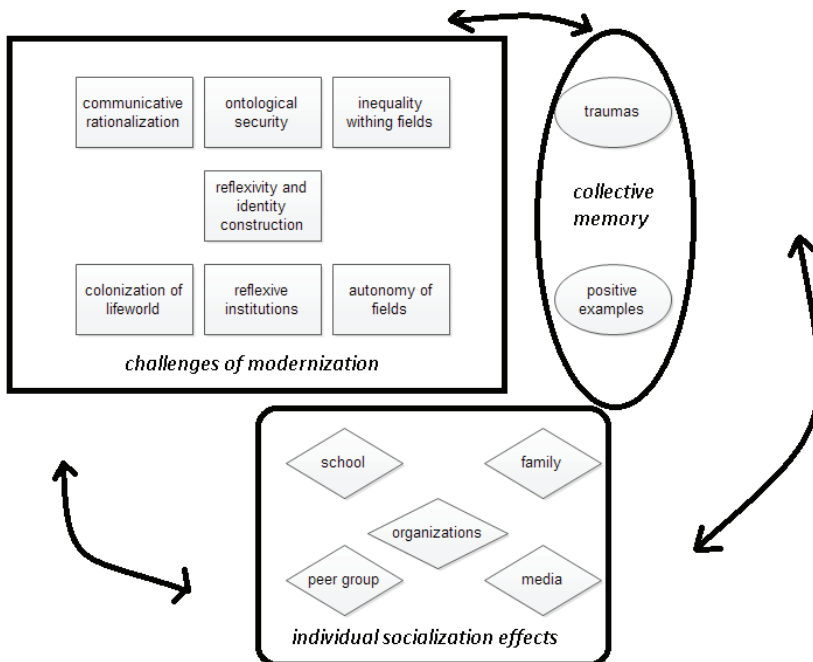 communicative
rationalization
ontological
security
inequality
withing fields
reflexivity and
identity
construction
colonization of
lifeworld
reflexive
institutions
autonomy of
fields
challenges of modernization
traumas
collective
memory
positive
examples
school
family
organizations
peer group
media
individual socialization effects